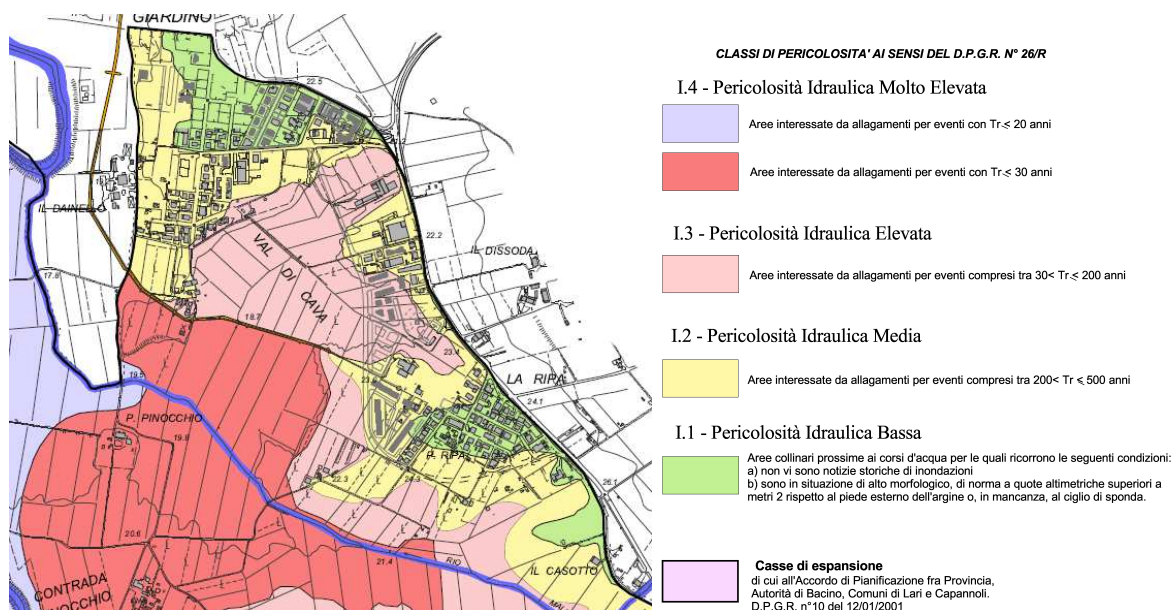 GIARDINO
22.5
22.2
IL DAINELLO
IL DISSODA
VAL DI CAVA
17.8
18.7
23.4
LA RIPA
24.1
19.5
P. PINOCCHIO
19.8
P. RIPA
22.3
24.3
26.1
20.6
21.4
RIO
IL CASOTTO
CONTRADA
CLASSI DI PERICOLOSITA' AI SENSI DEL D.P.G.R. N° 26/R
I.4 - Pericolosità Idraulica Molto Elevata
Aree interessate da allagamenti per eventi con Tr ≤ 20 anni
Aree interessate da allagamenti per eventi con Tr ≤ 30 anni
I.3 - Pericolosità Idraulica Elevata
Aree interessate da allagamenti per eventi compresi tra 30< Tr ≤ 200 anni
I.2 - Pericolosità Idraulica Media
Aree interessate da allagamenti per eventi compresi tra 200< Tr ≤ 500 anni
I.1 - Pericolosità Idraulica Bassa
Aree collinari prossime ai corsi d'acqua per le quali ricorrono le seguenti condizioni:
a) non vi sono notizie storiche di inondazioni
b) sono in situazione di alto morfologico, di norma a quote altimetriche superiori a
metri 2 rispetto al piede esterno dell'argine o, in mancanza, al ciglio di sponda.
Casse di espansione
di cui all'Accordo di Pianificazione fra Provincia,
Autorità di Bacino, Comuni di Lari e Capannoli.
D.P.G.R. n°10 del 12/01/2001